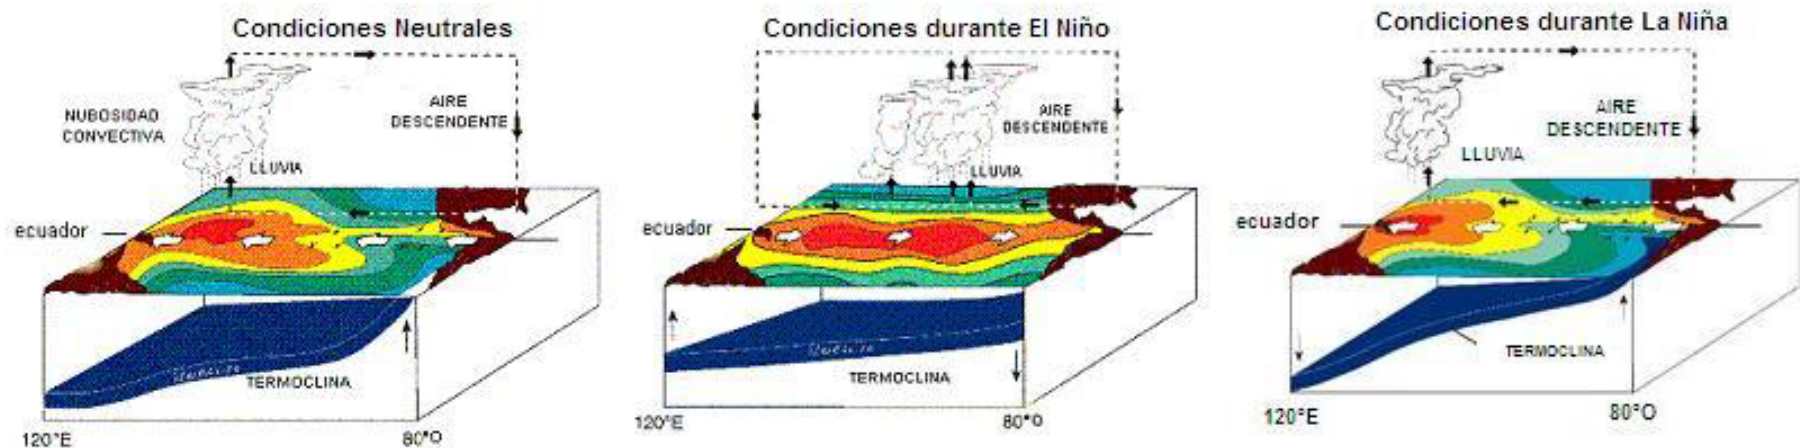 Condiciones Neutrales
NUBOSIDAD
CONVECTIVA
AIRE
DESCENDENTE
LLUVIA
ecuador
TERMOCLINA
120°E
80°O
Condiciones durante El Niño
AIRE
DESCENDENTE
LLUVIA
ecuador
TERMOCLINA
120°E
80°O
Condiciones durante La Niña
AIRE
DESCENDENTE
LLUVIA
ecuador
TERMOCLINA
120°E
80°O